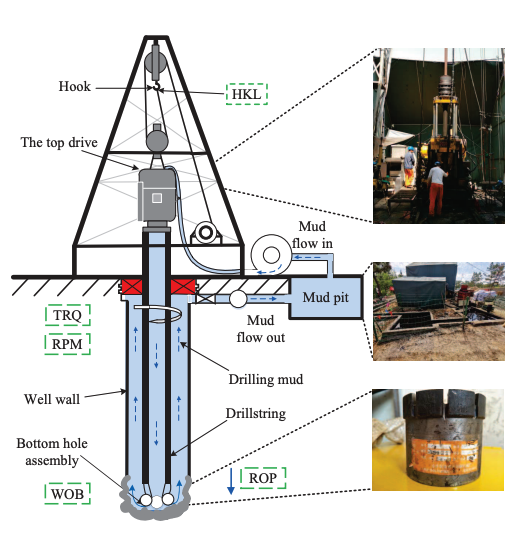 Hook
HKL
The top drive
Mud
flow in
Mud pit
TRQ
Mud
flow out
RPM
Drilling mud
Well wall
Drillstring
Bottom hole
assembly
ROP
WOB